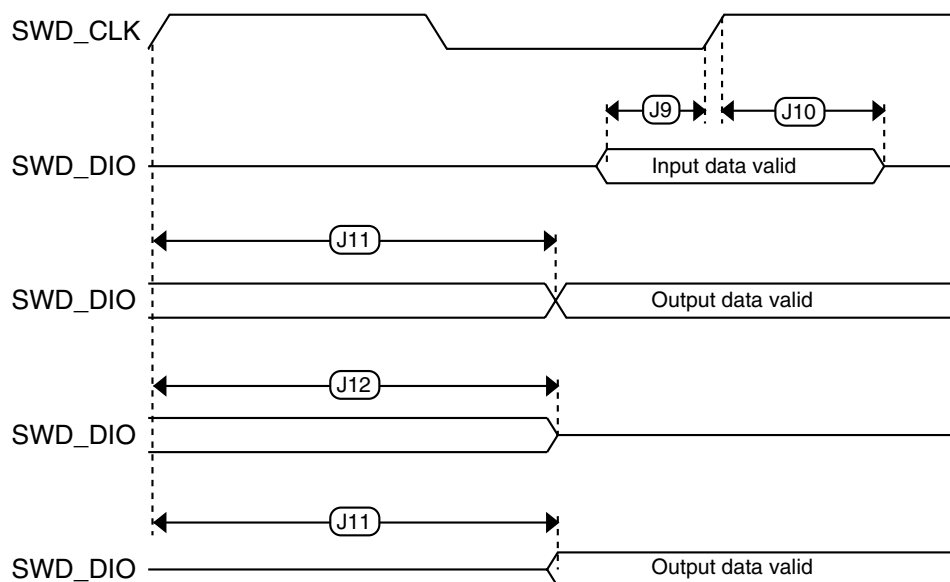 SWD_CLK
J9
J10
SWD_DIO
Input data valid
J11
SWD_DIO
Output data valid
J12
SWD_DIO
J11
SWD_DIO
Output data valid